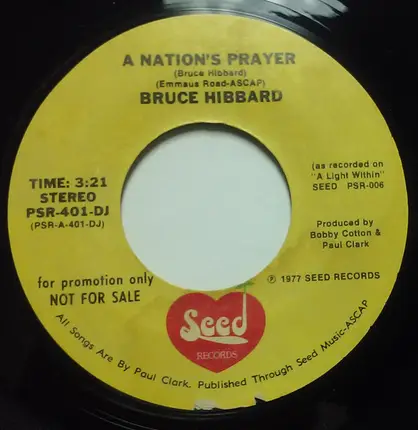 A NATION'S PRAYER
(Bruce Hibbard)
(Emmaus Road-ASCAP)
BRUCE HIBBARD
TIME: 3:21
STEREO
PSR-401-DJ
(PSR-A-401-DJ)
(as recorded on
"A Light Within"
SEED PSR-006
Produced by
Bobby Cotton &
Paul Clark
for promotion only
NOT FOR SALE
℗ 1977 SEED RECORDS
Seed
RECORDS
All Songs Are By Paul Clark. Published Through Seed Music-ASCAP